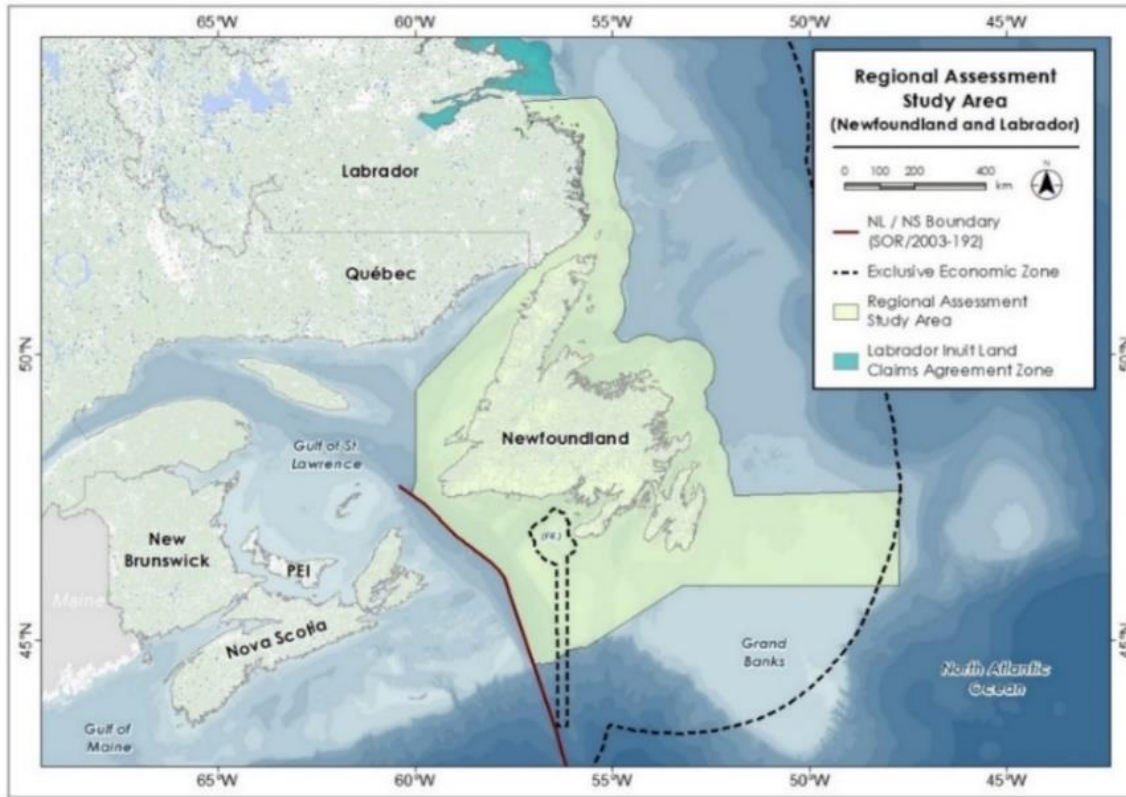 65°W 60°W 55°W 50°W 45°W
Regional Assessment
Study Area
(Newfoundland and Labrador)
0 100 200 400
km
N
NL / NS Boundary
(SOR/2003-192)
Exclusive Economic Zone
Regional Assessment
Study Area
Labrador Inuit Land
Claims Agreement Zone
Labrador
Québec
50°N
50°N
Newfoundland
Gulf of St.
Lawrence
(FR.)
New
Brunswick
PEI
Maine
Nova Scotia
45°N
45°N
Grand
Banks
North Atlantic
Ocean
Gulf of
Maine
65°W 60°W 55°W 50°W 45°W